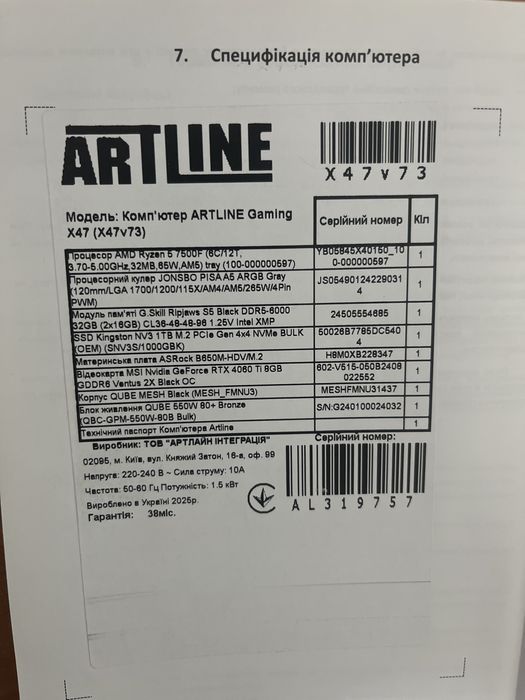 7. Специфікація комп'ютера
ARTLINE
X47v73
Модель: Комп'ютер ARTLINE Gaming
X47 (X47v73)
Серійний номер
Кіл
Процесор AMD Ryzen 5 7500F (6C/12T,
3.70-5.00GHz,32MB,65W,AM5) tray (100-000000597)
YB05845X40150_10
0-000000597
1
Процесорний кулер JONSBO PISA A5 ARGB Gray
(120mm/LGA 1700/1200/115X/AM4/AM5/265W/4Pin
PWM)
JS05490124229031
4
1
Модуль пам'яті G.Skill Ripjaws S5 Black DDR5-6000
32GB (2x16GB) CL36-48-48-96 1.25V Intel XMP
24505554685
1
SSD Kingston NV3 1TB M.2 PCIe Gen 4x4 NVMe BULK
(OEM) (SNV3S/1000GBK)
50026B7785DC540
4
1
Материнська плата ASRock B650M-HDV/M.2
H8M0XB228347
1
Відеокарта MSI Nvidia GeForce RTX 4060 Ti 8GB
GDDR6 Ventus 2X Black OC
602-V515-050B2408
022552
1
Корпус QUBE MESH Black (MESH_FMNU3)
MESHFMNU31437
1
Блок живлення QUBE 550W 80+ Bronze
(QBC-GPM-550W-80B Bulk)
S/N:G240100024032
1
Технічний паспорт Комп'ютера Artline
1
Виробник: ТОВ "АРТЛАЙН ІНТЕГРАЦІЯ"
02095, м. Київ, вул. Княжий Затон, 16-а, оф. 99
Напруга: 220-240 В ~ Сила струму: 10А
Частота: 50-60 Гц Потужність: 1.5 кВт
Вироблено в Україні 2025р.
Гарантія: 38міс.
Серійний номер:
AL319757